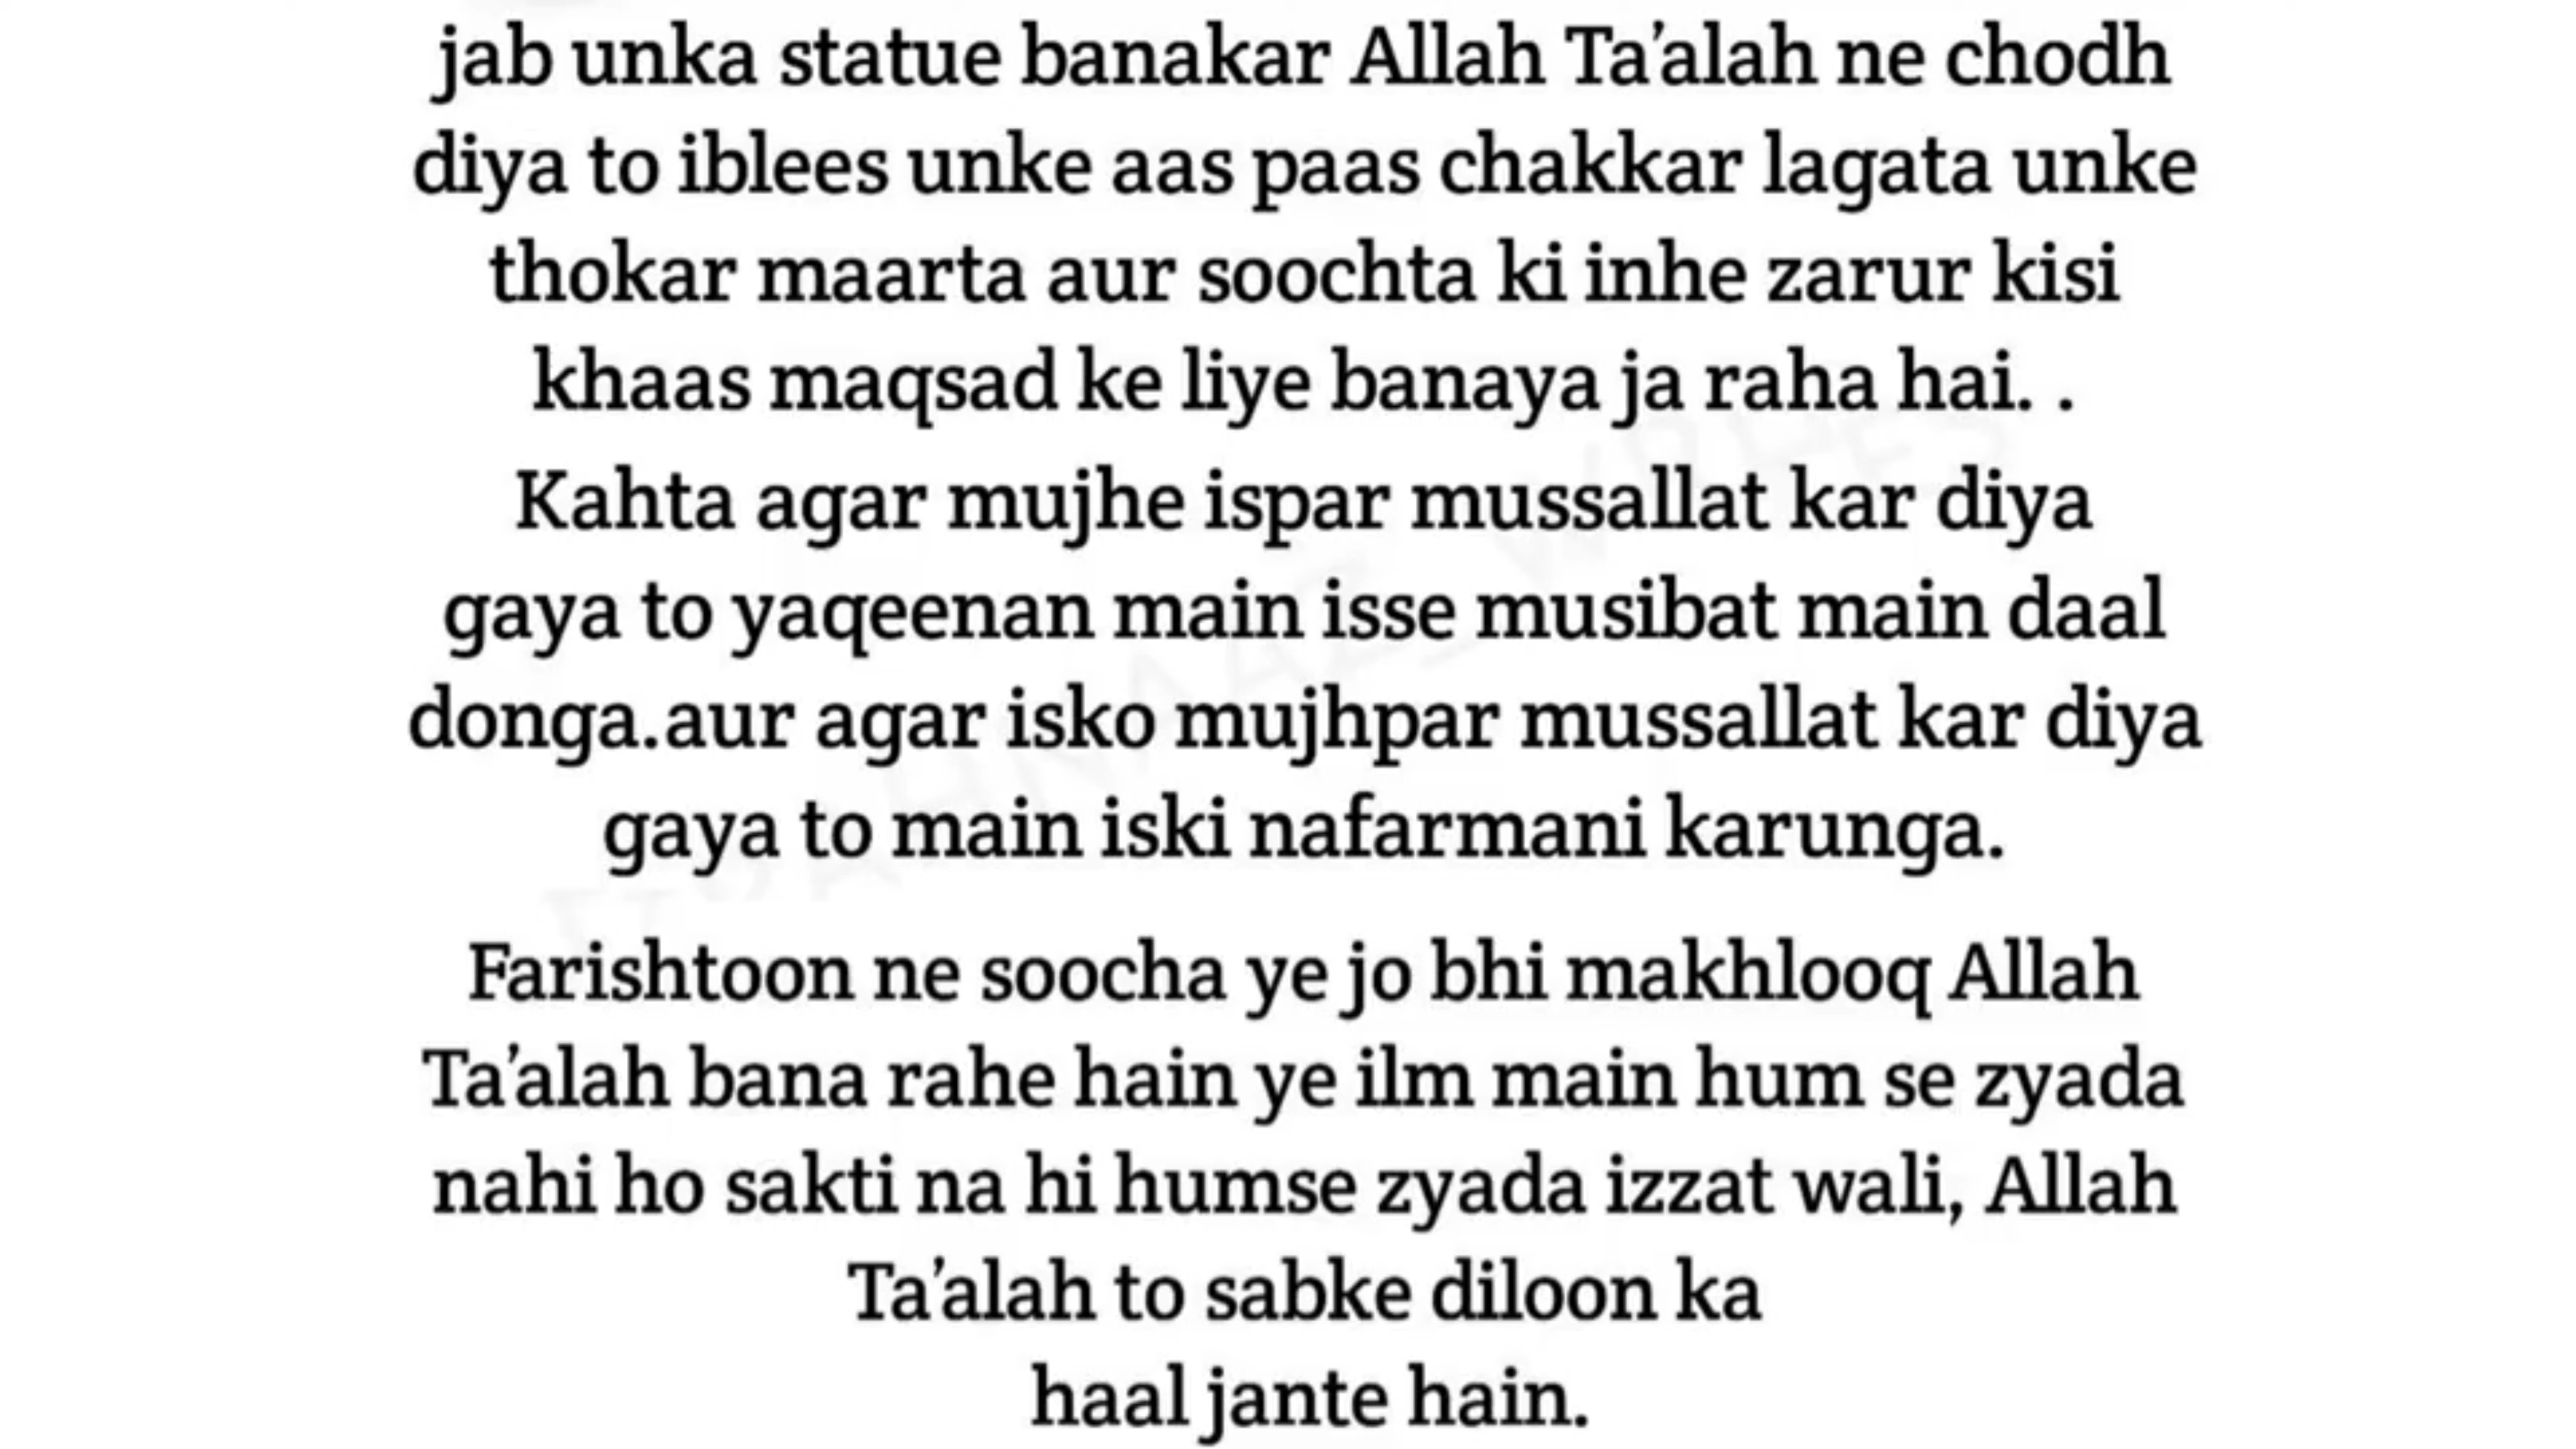 jab unka statue banakar Allah Ta’alah ne chodh
diya to iblees unke aas paas chakkar lagata unke
thokar maarta aur soochta ki inhe zarur kisi
khaas maqsad ke liye banaya ja raha hai. .
Kahta agar mujhe ispar mussallat kar diya
gaya to yaqeenan main isse musibat main daal
donga.aur agar isko mujhpar mussallat kar diya
gaya to main iski nafarmani karunga.
Farishtoon ne soocha ye jo bhi makhlooq Allah
Ta’alah bana rahe hain ye ilm main hum se zyada
nahi ho sakti na hi humse zyada izzat wali, Allah
Ta’alah to sabke diloon ka
haal jante hain.